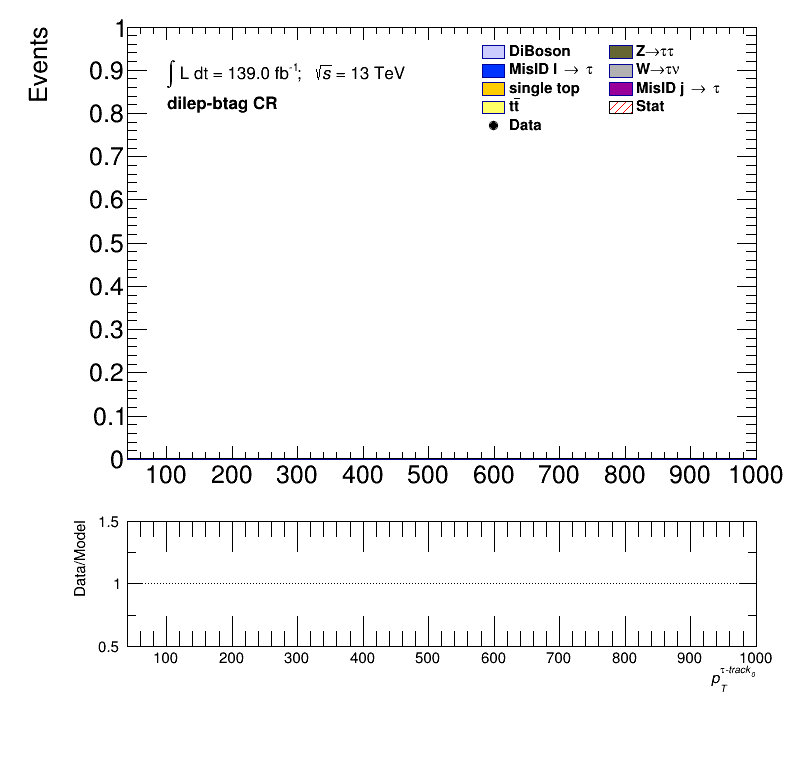 Events
1
0.9
0.8
0.7
0.6
0.5
0.4
0.3
0.2
0.1
0
∫ L dt = 139.0 fb⁻¹; √s = 13 TeV
dilep-btag CR
DiBoson
MisID l → τ
single top
tt̄
Data
Z→ττ
W→τν
MisID j → τ
Stat
100 200 300 400 500 600 700 800 900 1000
Data/Model
1.5
1
0.5
100 200 300 400 500 600 700 800 900 1000
p_T^{τ-track_0}